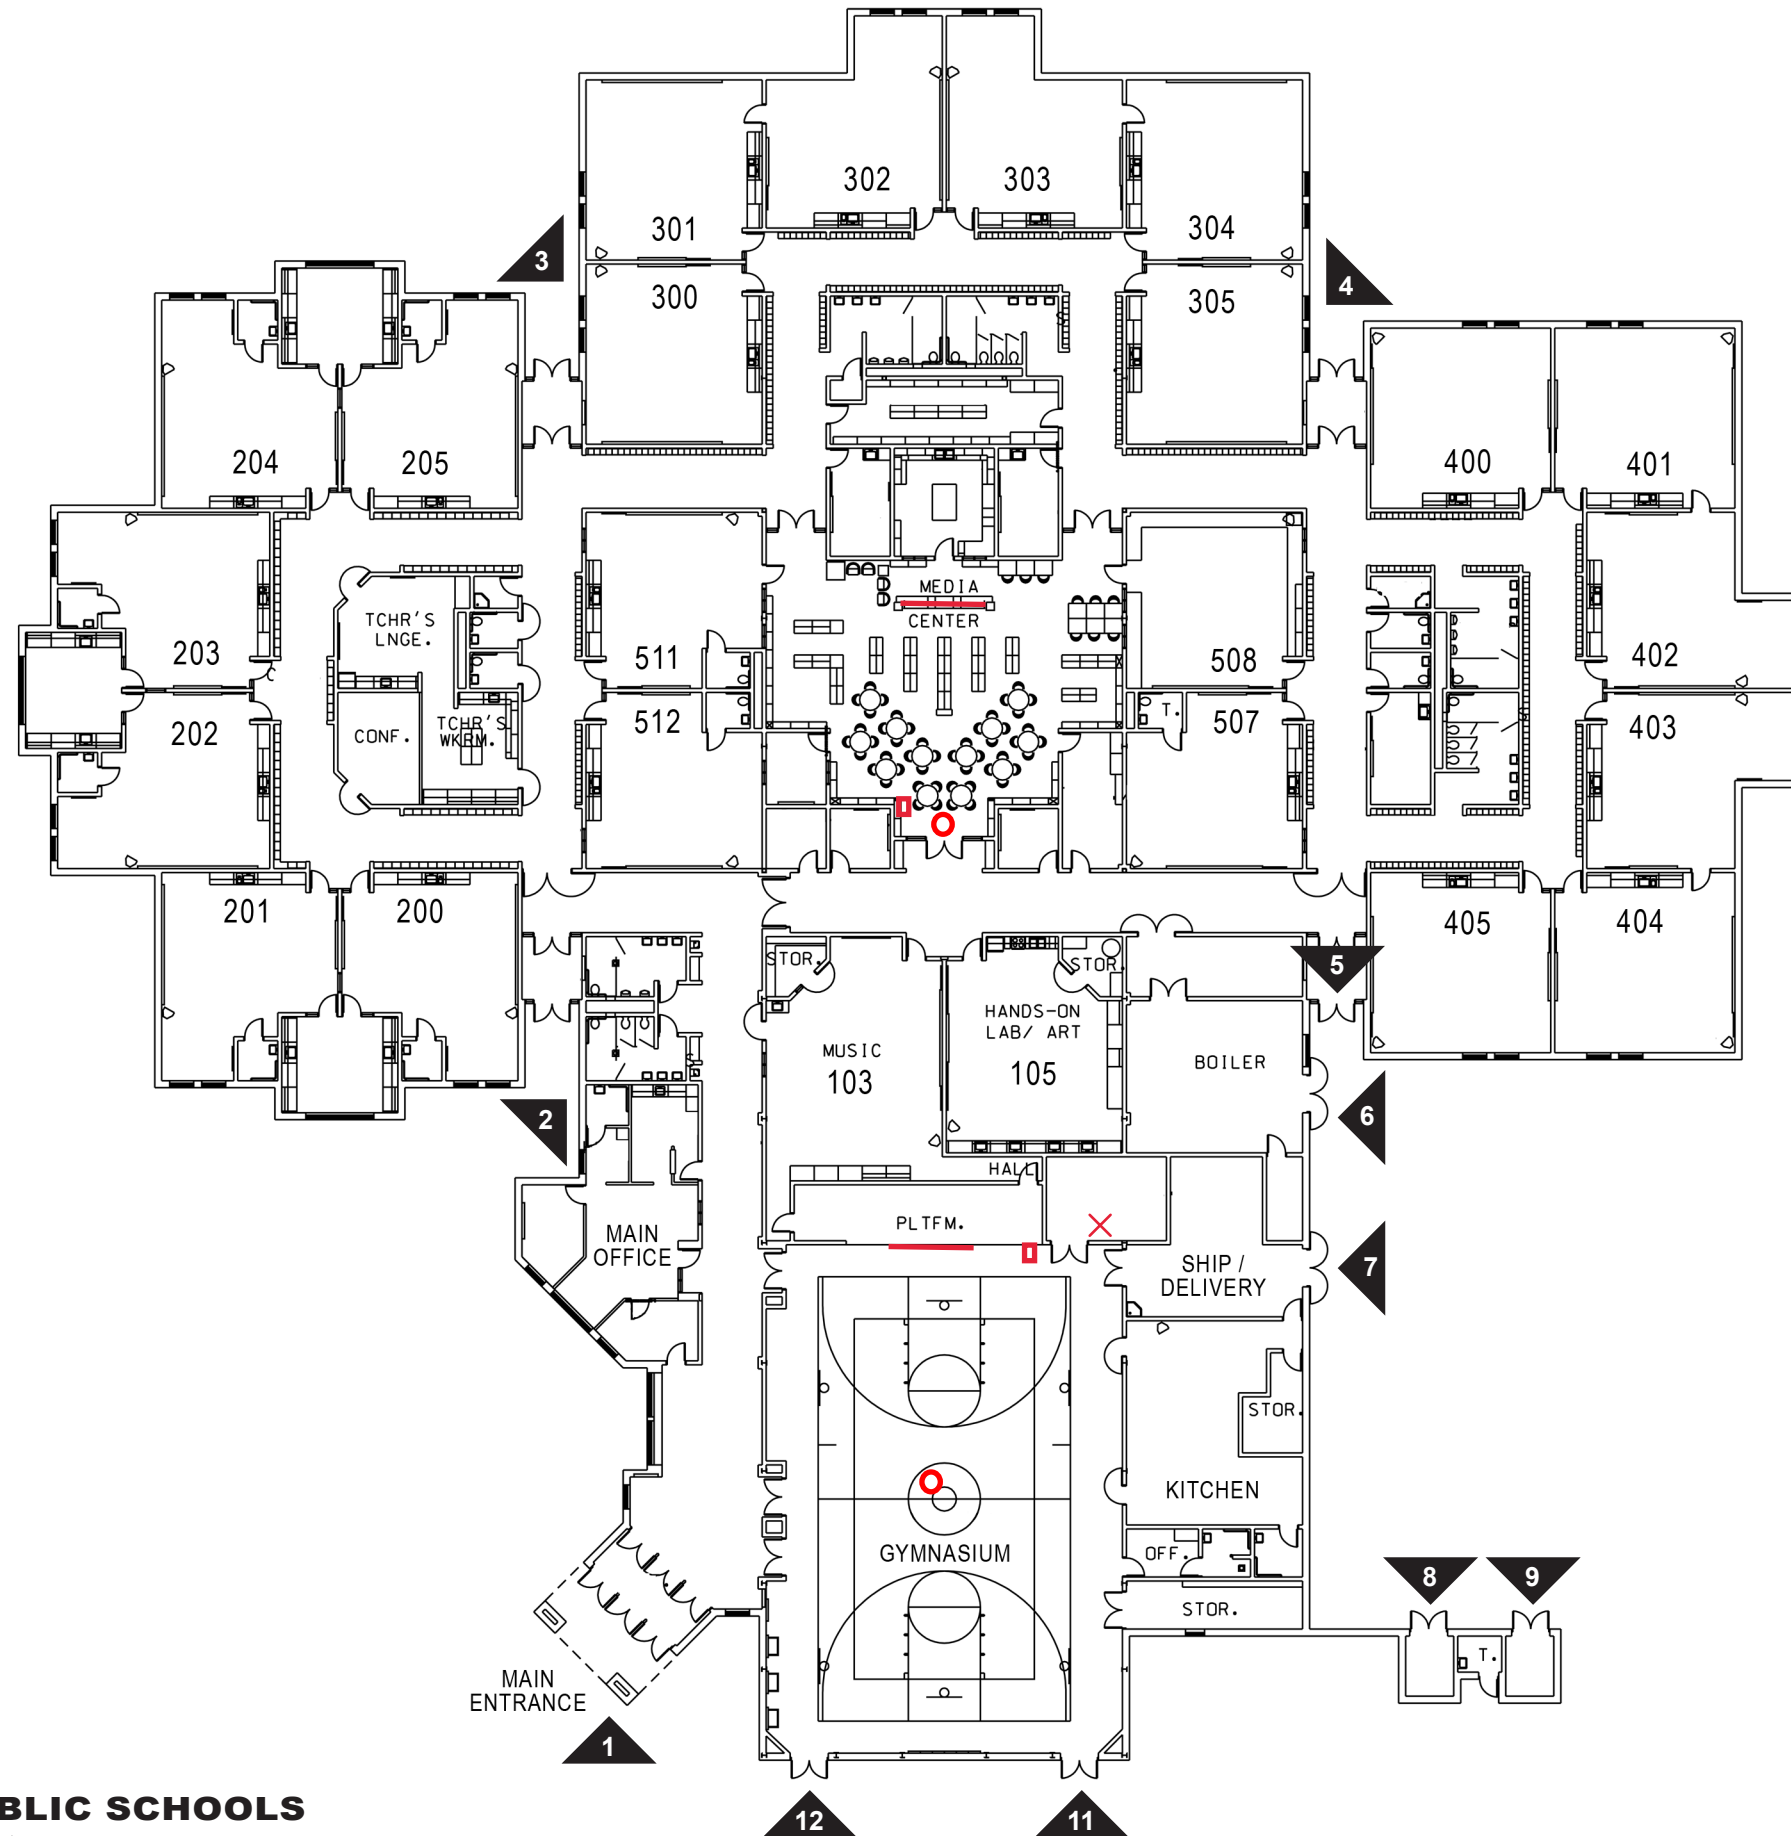 302
303
301
304
3
300
305
4
204
205
400
401
MEDIA
CENTER
TCHR'S
LNGE.
203
511
508
402
C
202
CONF.
TCHR'S
WKRM.
512
T.
507
403
201
200
405
404
STOR.
STOR.
5
HANDS-ON
LAB/ ART
105
MUSIC
103
BOILER
2
6
HALL
PLTFM.
MAIN
OFFICE
SHIP /
DELIVERY
7
STOR.
KITCHEN
GYMNASIUM
OFF.
8
9
STOR.
T.
MAIN
ENTRANCE
1
BLIC SCHOOLS
12
11